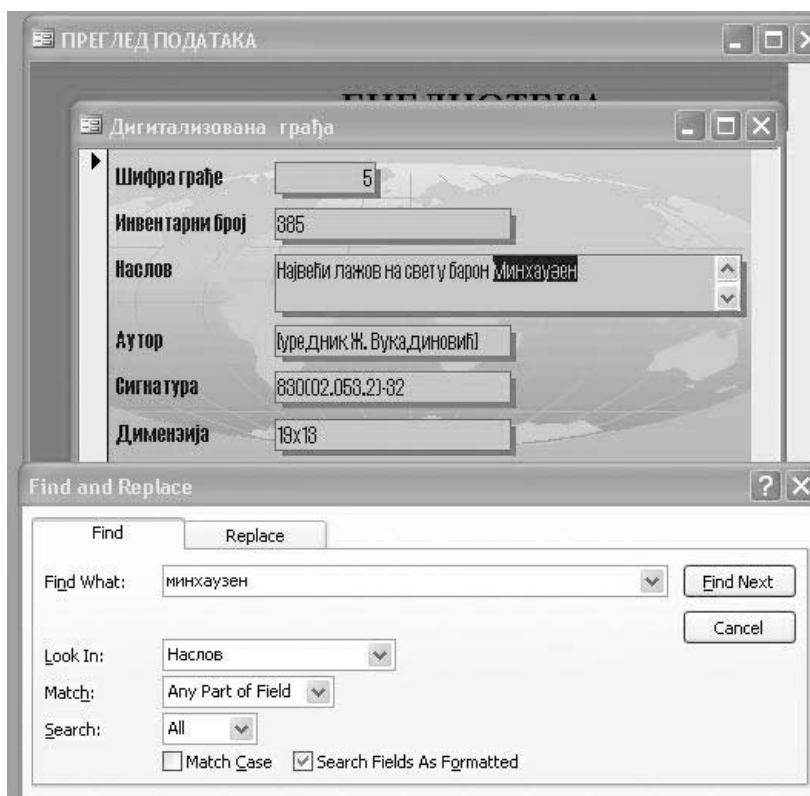 ПРЕГЛЕД ПОДАТАКА
Дигитализована грађа
Шифра грађе 5
Инвентарни број 385
Наслов Највећи лажов на свету барон Минхаузен
Аутор [уредник Ж. Вукадиновић]
Сигнатура 830(02.053.2)-32
Димензија 19x13
Find and Replace
Find Replace
Find What: минхаузен Find Next
Cancel
Look In: Наслов
Match: Any Part of Field
Search: All
Match Case Search Fields As Formatted